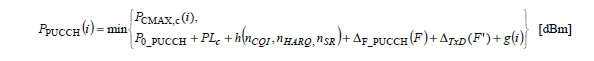 P_PUCCH(i) = min{ P_CMAX,c(i),
P_0_PUCCH + PL_c + h(n_CQI, n_HARQ, n_SR) + Δ_F_PUCCH(F) + Δ_TxD(F') + g(i) } [dBm]